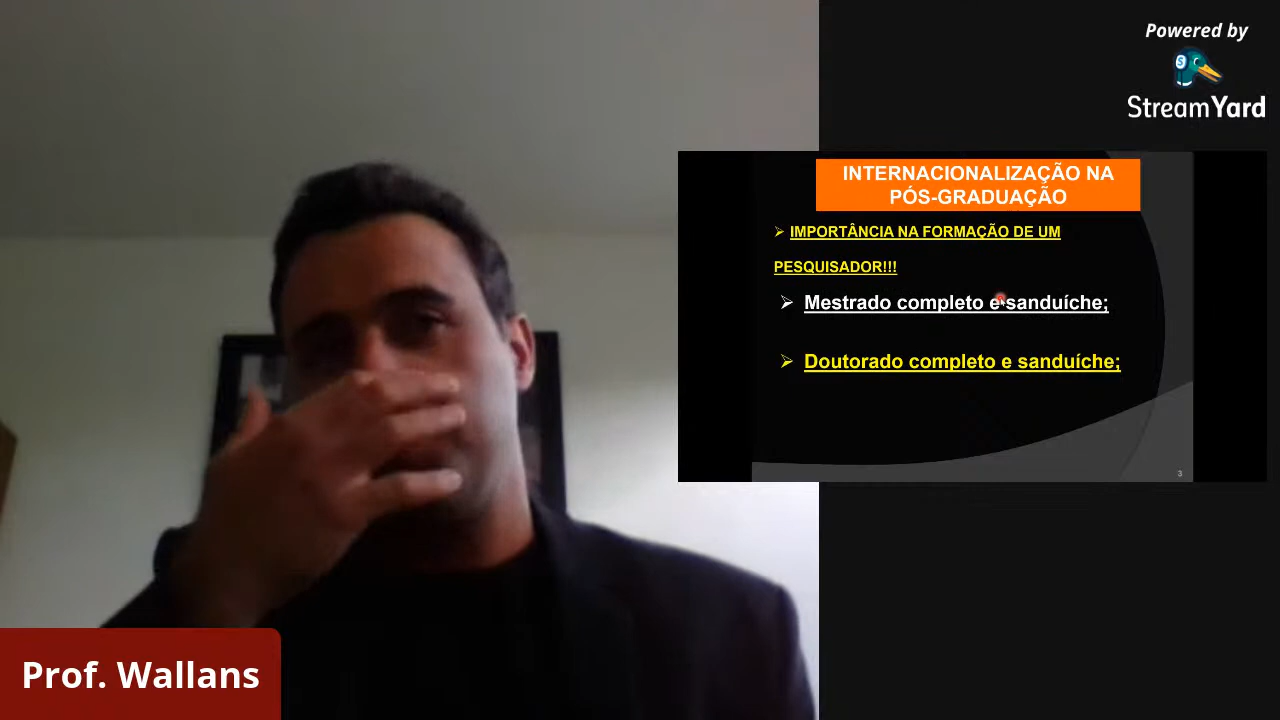 Powered by
StreamYard
INTERNACIONALIZAÇÃO NA
PÓS-GRADUAÇÃO
➢ IMPORTÂNCIA NA FORMAÇÃO DE UM
PESQUISADOR!!!
➢ Mestrado completo e sanduíche;
➢ Doutorado completo e sanduíche;
3
Prof. Wallans